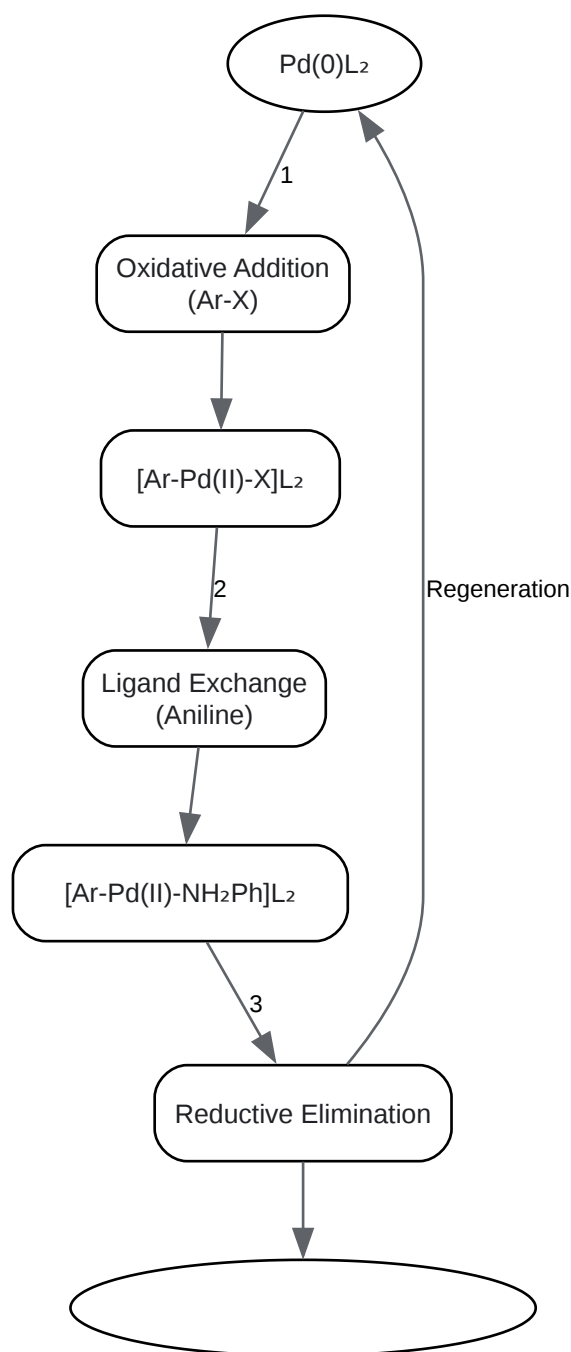 Pd(0)L₂
1
Oxidative Addition
(Ar-X)
[Ar-Pd(II)-X]L₂
2
Regeneration
Ligand Exchange
(Aniline)
[Ar-Pd(II)-NH₂Ph]L₂
3
Reductive Elimination